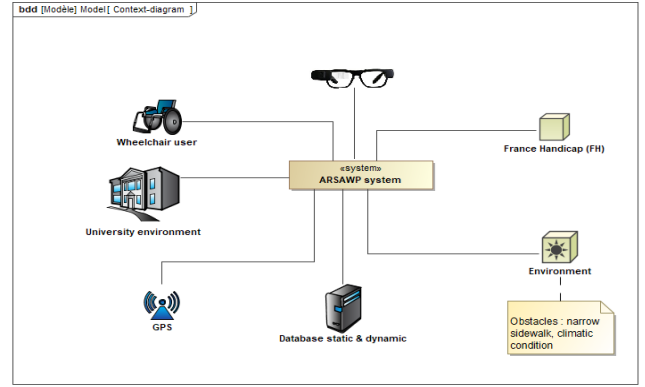 bdd [Modèle] Model [ Context-diagram ]
Wheelchair user
France Handicap (FH)
«system»
ARSAWP system
University environment
Environment
GPS
Database static & dynamic
Obstacles : narrow
sidewalk, climatic
condition